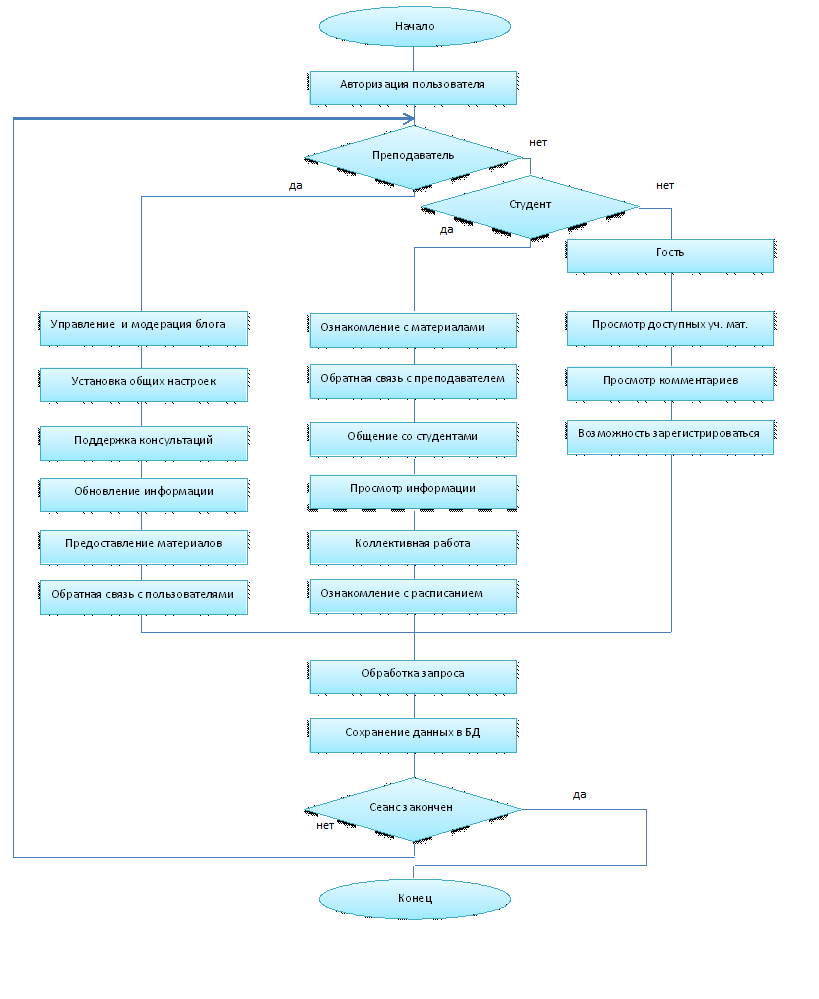 Начало
Авторизация пользователя
Преподаватель
нет
да
Студент
нет
да
Гость
Управление и модерация блога
Ознакомление с материалами
Просмотр доступных уч. мат.
Установка общих настроек
Обратная связь с преподавателем
Просмотр комментариев
Поддержка консультаций
Общение со студентами
Возможность зарегистрироваться
Обновление информации
Просмотр информации
Предоставление материалов
Коллективная работа
Обратная связь с пользователями
Ознакомление с расписанием
Обработка запроса
Сохранение данных в БД
Сеанс закончен
да
нет
Конец